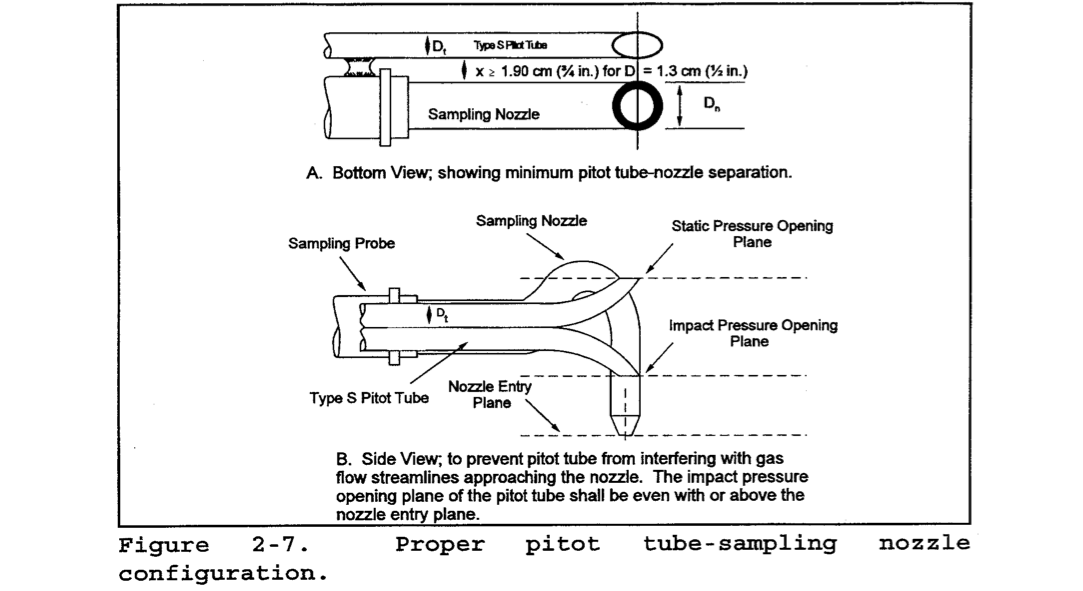 Dt Type S Pitot Tube
x ≥ 1.90 cm (¾ in.) for D = 1.3 cm (½ in.)
Sampling Nozzle
Dn
A. Bottom View; showing minimum pitot tube-nozzle separation.
Sampling Nozzle
Static Pressure Opening
Plane
Sampling Probe
Dt
Impact Pressure Opening
Plane
Type S Pitot Tube
Nozzle Entry
Plane
B. Side View; to prevent pitot tube from interfering with gas
flow streamlines approaching the nozzle. The impact pressure
opening plane of the pitot tube shall be even with or above the
nozzle entry plane.
Figure 2-7. Proper pitot tube-sampling nozzle
configuration.